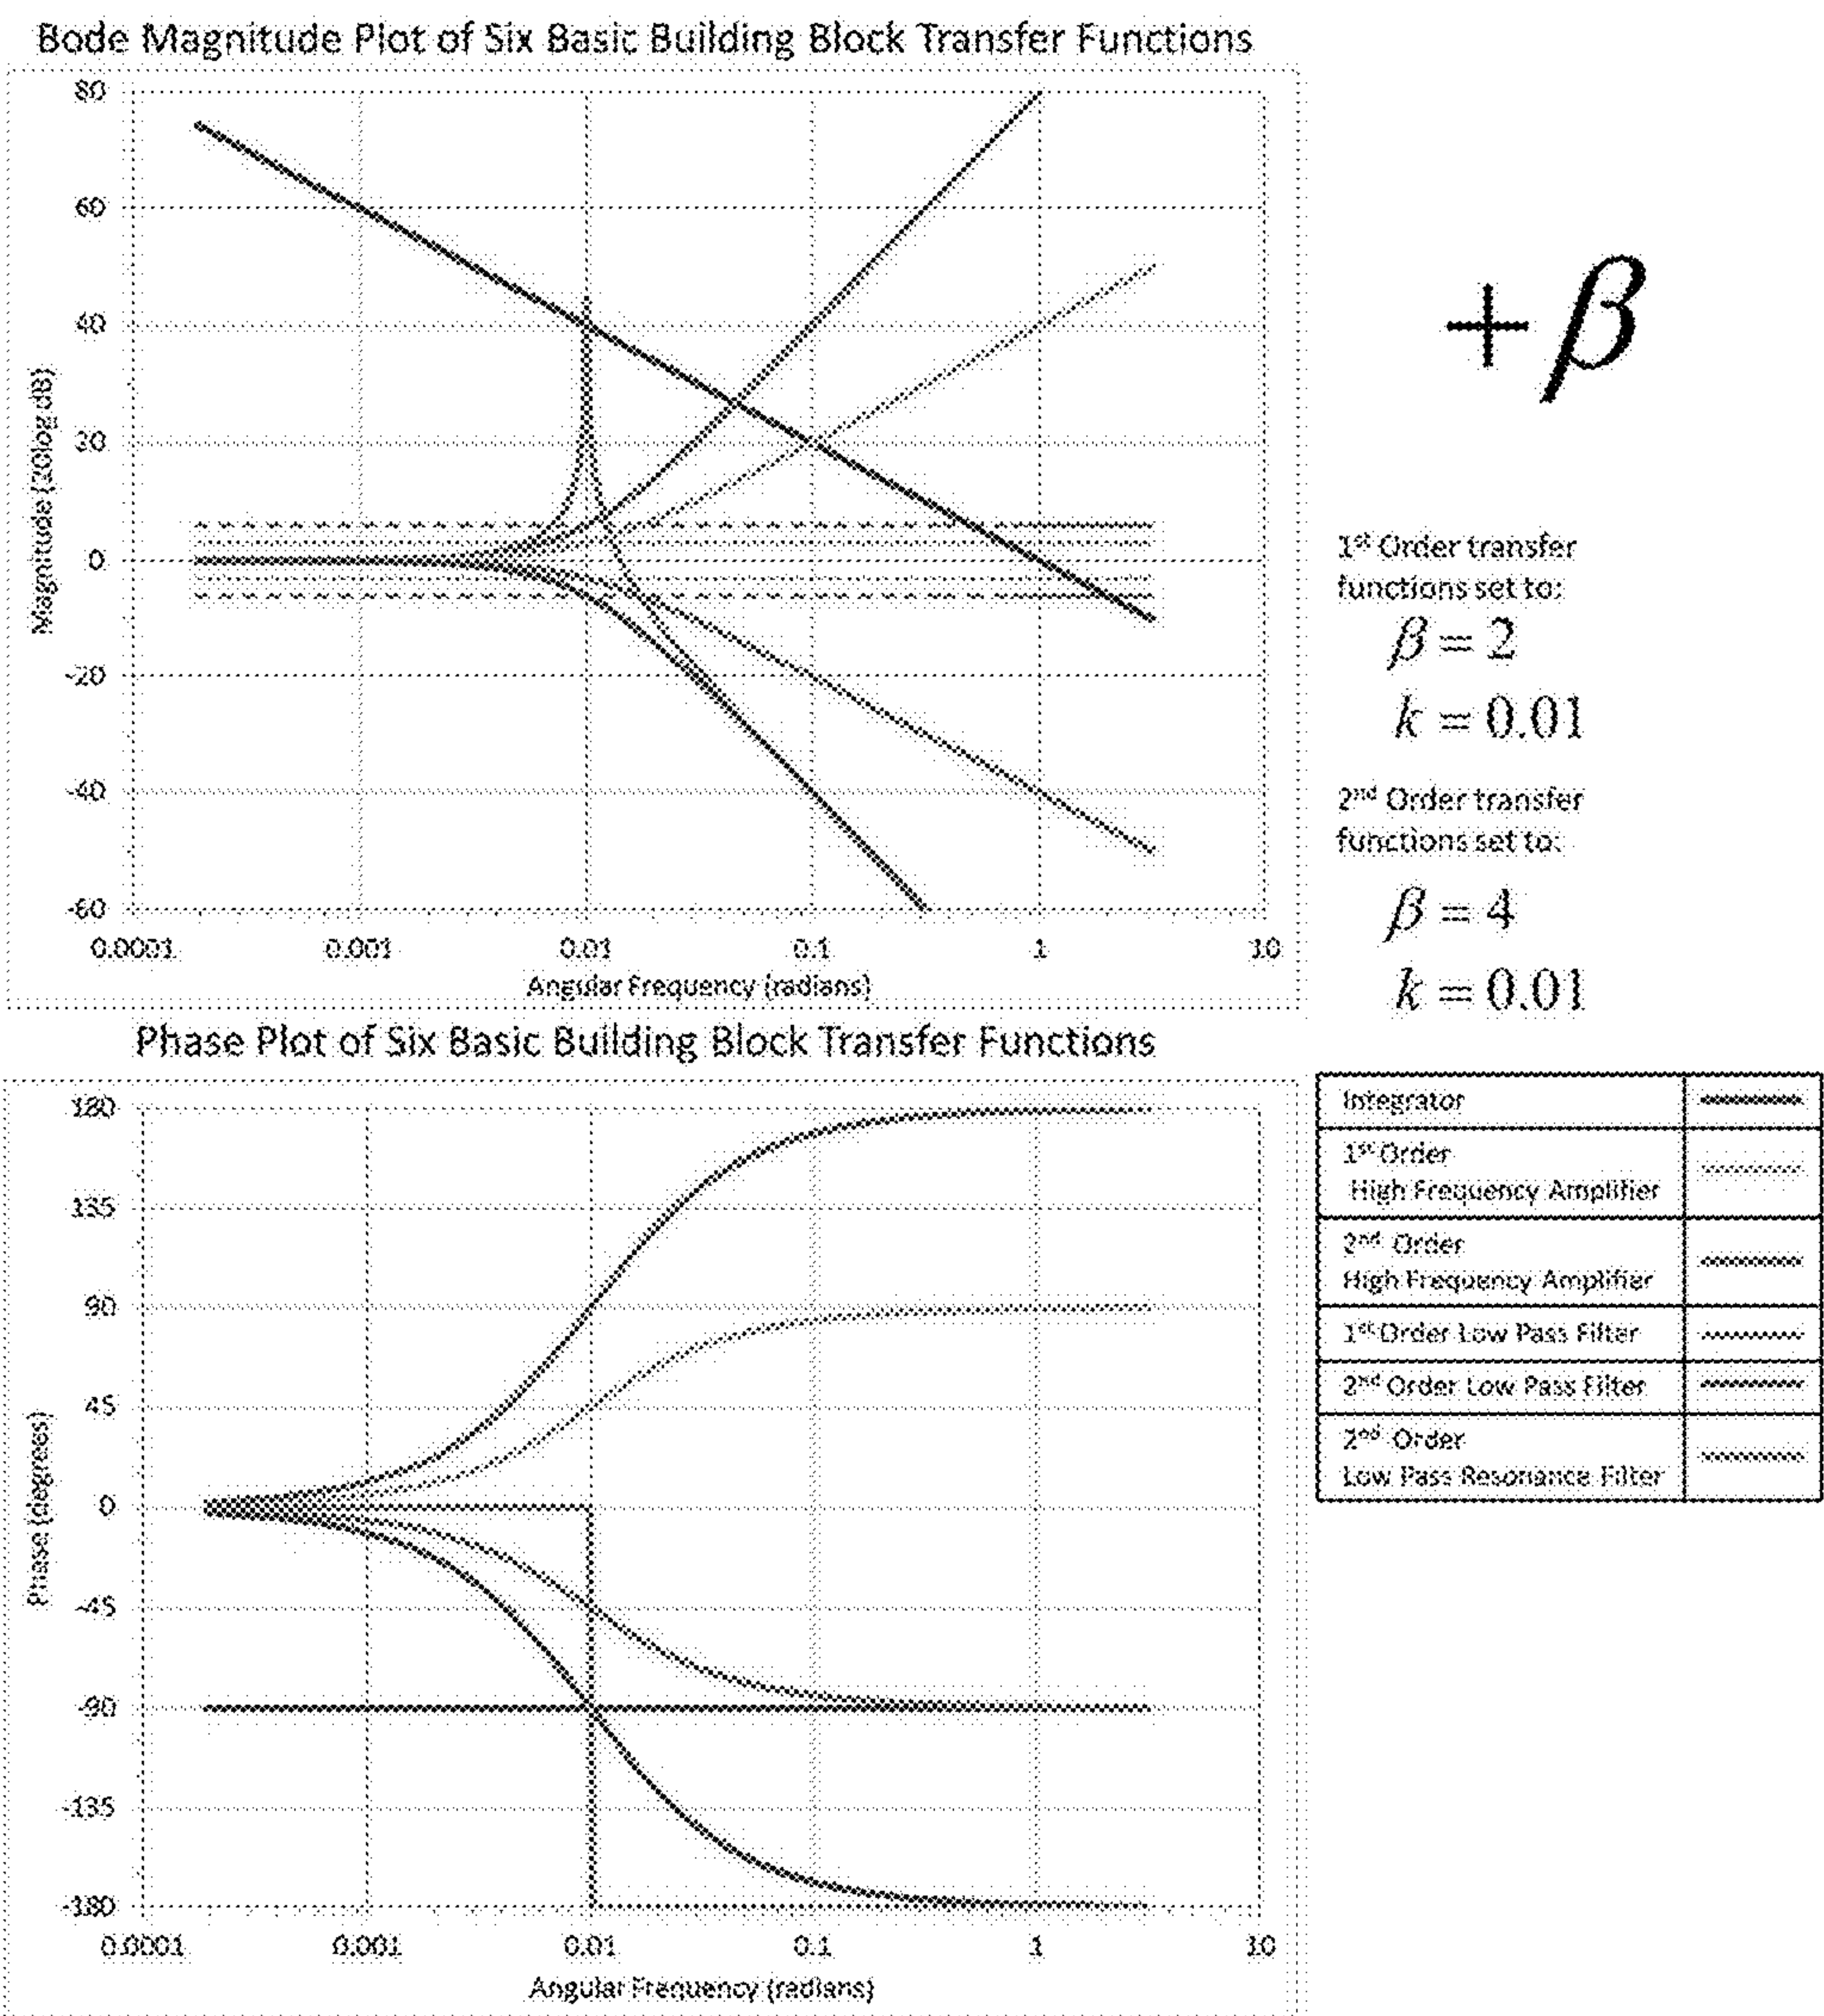 Bode Magnitude Plot of Six Basic Building Block Transfer Functions
80
60
40
20
0
-20
-40
-60
Magnitude (20log dB)
0.0001
0.001
0.01
0.1
1
10
Angular Frequency (radians)
+β
1st Order transfer
functions set to:
β = 2
k = 0.01
2nd Order transfer
functions set to:
β = 4
k = 0.01
Phase Plot of Six Basic Building Block Transfer Functions
180
135
90
45
0
-45
-90
-135
-180
Phase (degrees)
0.0001
0.001
0.01
0.1
1
10
Angular Frequency (radians)
Integrator
1st Order
High Frequency Amplifier
2nd Order
High Frequency Amplifier
1st Order Low Pass Filter
2nd Order Low Pass Filter
2nd Order
Low Pass Resonance Filter